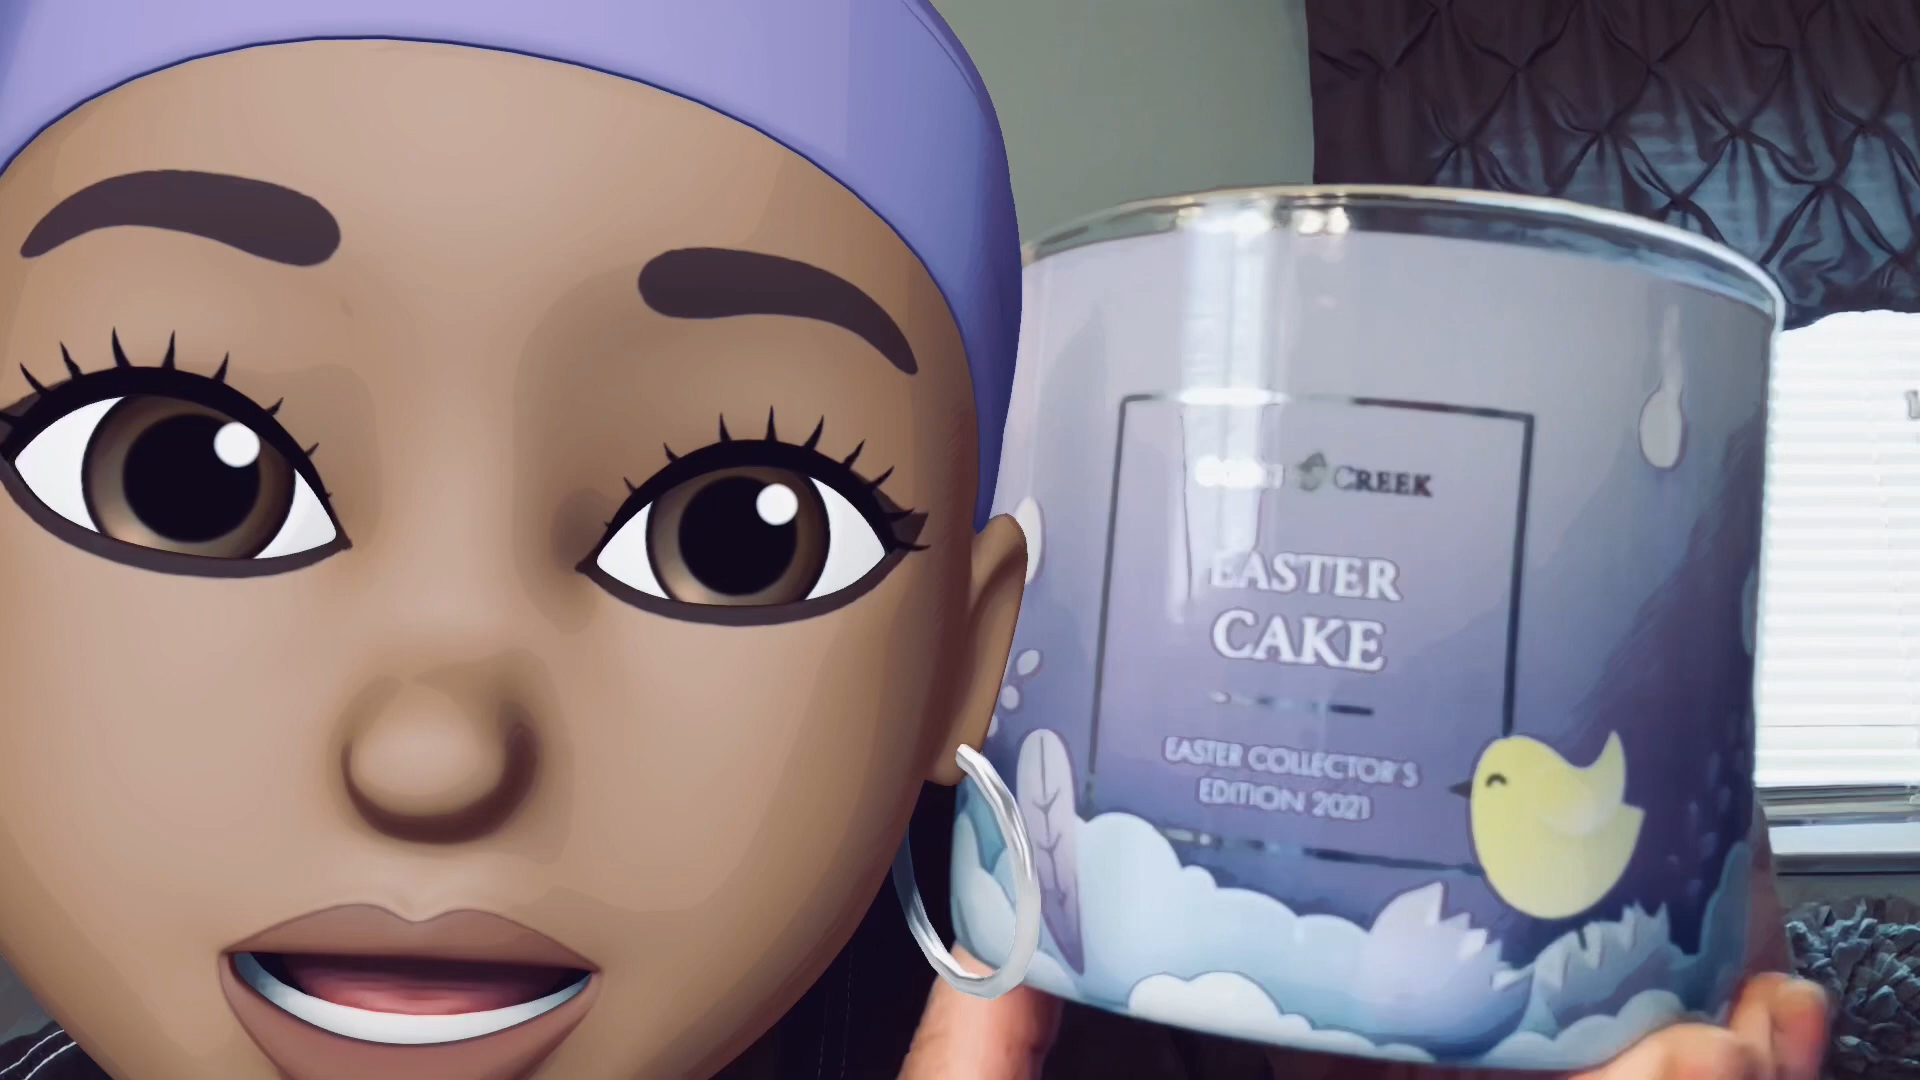 CREEK
EASTER
CAKE
EASTER COLLECTOR'S
EDITION 2021